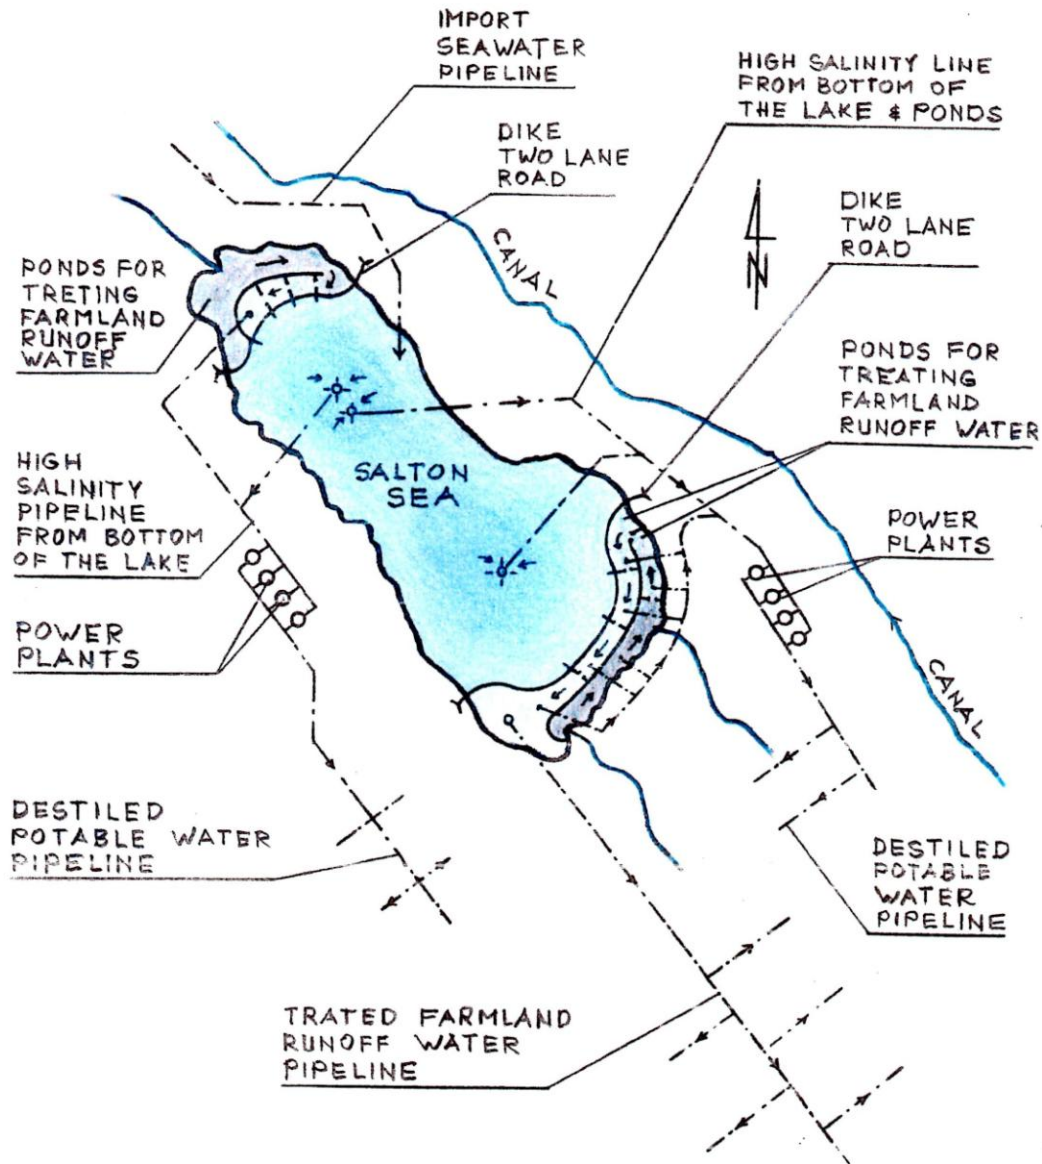 IMPORT
SEAWATER
PIPELINE
HIGH SALINITY LINE
FROM BOTTOM OF
THE LAKE & PONDS
DIKE
TWO LANE
ROAD
DIKE
TWO LANE
ROAD
CANAL
N
PONDS FOR
TRETING
FARMLAND
RUNOFF
WATER
PONDS FOR
TREATING
FARMLAND
RUNOFF WATER
SALTON
SEA
HIGH
SALINITY
PIPELINE
FROM BOTTOM
OF THE LAKE
POWER
PLANTS
POWER
PLANTS
CANAL
DESTILED
POTABLE WATER
PIPELINE
DESTILED
POTABLE
WATER
PIPELINE
TRATED FARMLAND
RUNOFF WATER
PIPELINE